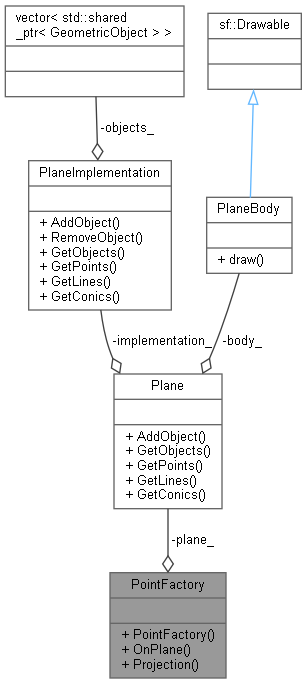 vector< std::shared
_ptr< GeometricObject > >
sf::Drawable
-objects_
PlaneImplementation
+ AddObject()
+ RemoveObject()
+ GetObjects()
+ GetPoints()
+ GetLines()
+ GetConics()
PlaneBody
+ draw()
-implementation_
-body_
Plane
+ AddObject()
+ GetObjects()
+ GetPoints()
+ GetLines()
+ GetConics()
-plane_
PointFactory
+ PointFactory()
+ OnPlane()
+ Projection()